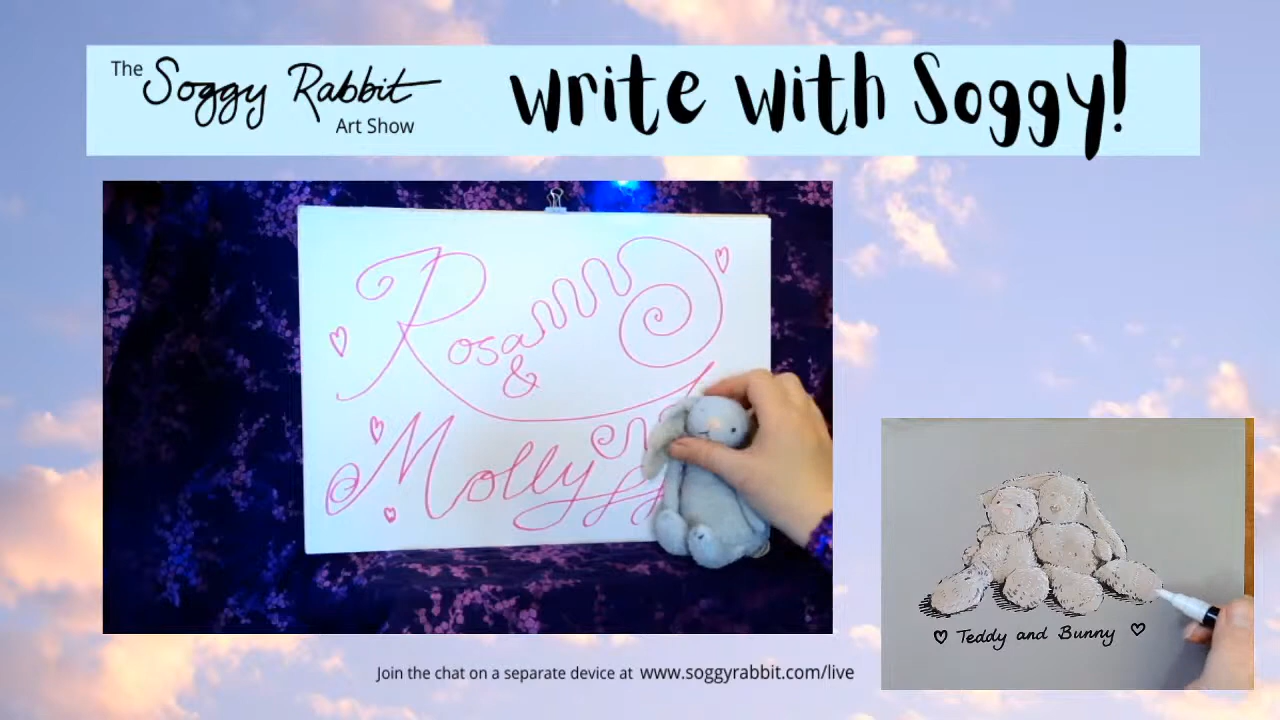 The Soggy Rabbit
Art Show
write with Soggy!
Rosann
&
Molly
♡ Teddy and Bunny ♡
Join the chat on a separate device at www.soggyrabbit.com/live